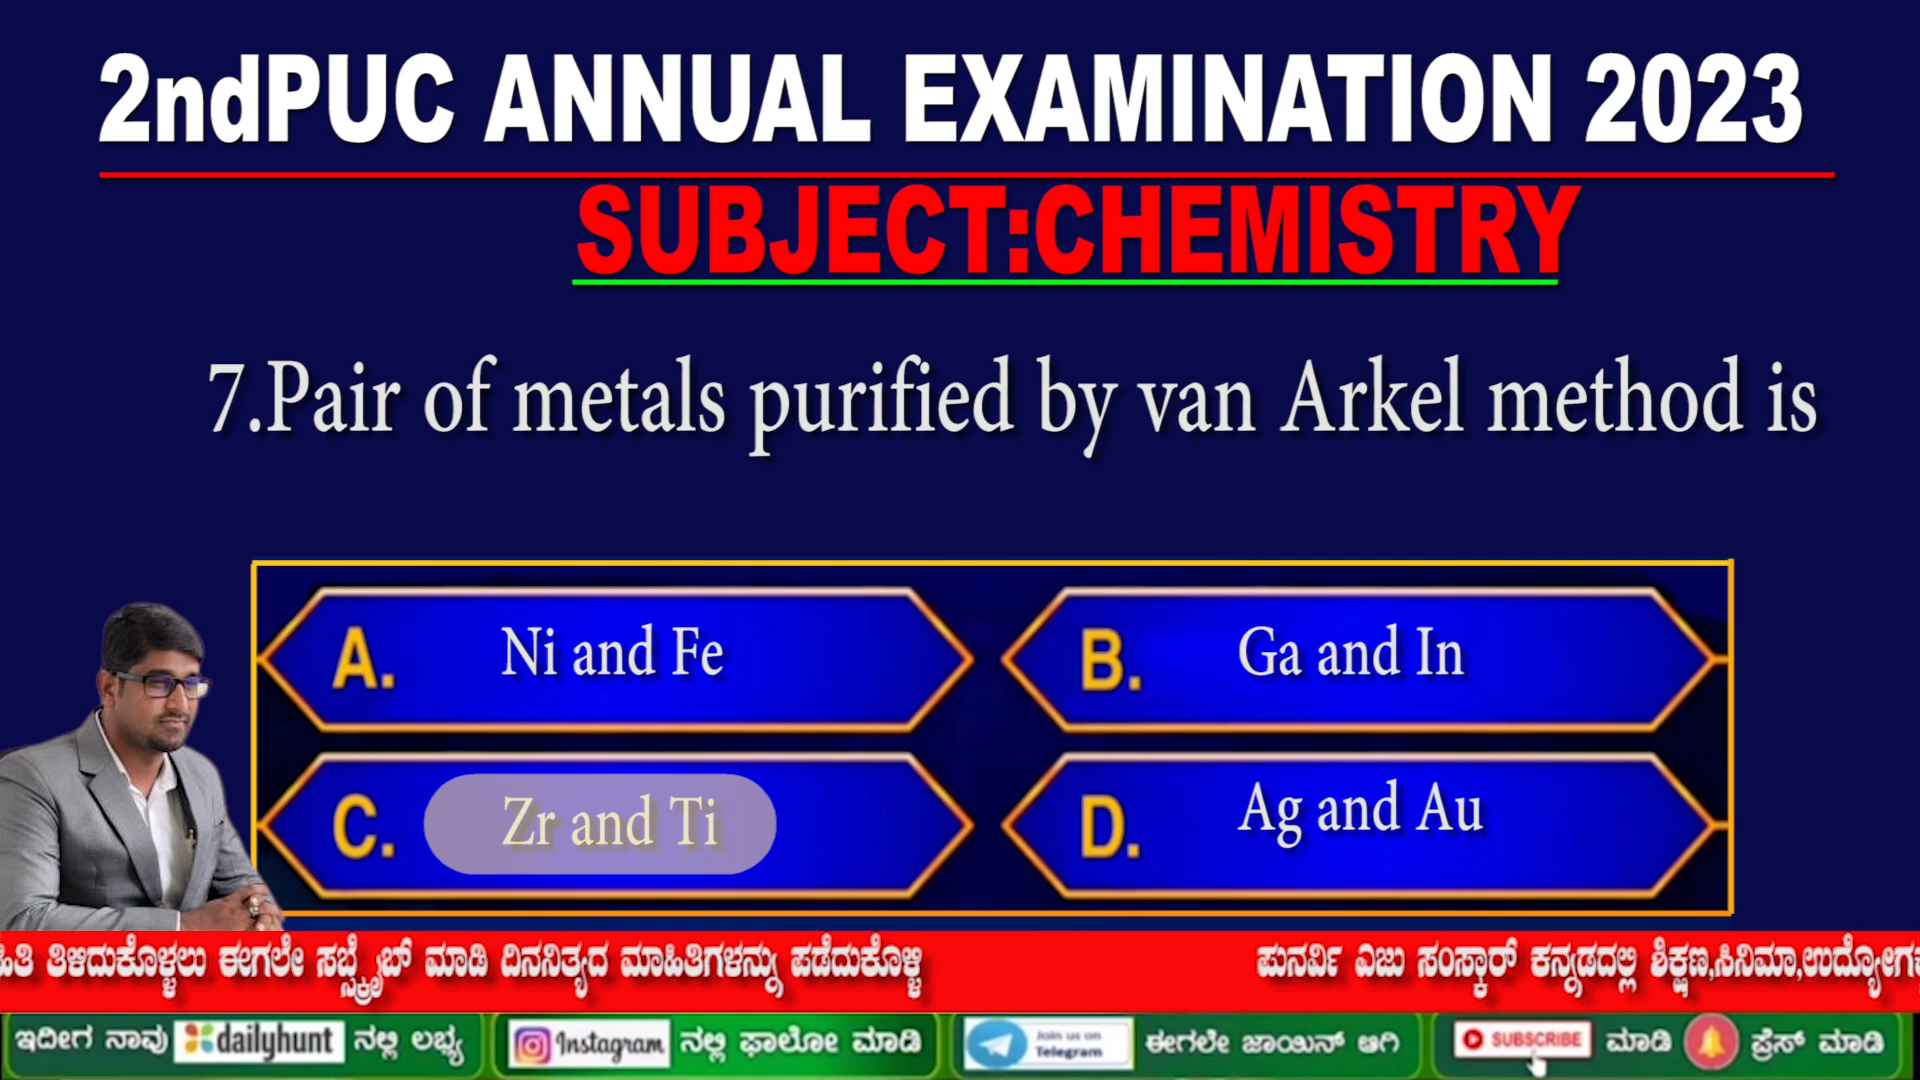 2ndPUC ANNUAL EXAMINATION 2023
SUBJECT:CHEMISTRY
7.Pair of metals purified by van Arkel method is
A. Ni and Fe
B. Ga and In
C. Zr and Ti
D. Ag and Au
ತಿಳಿದುಕೊಳ್ಳಲು ಈಗಲೇ ಸಬ್ಸ್ಕ್ರೈಬ್ ಮಾಡಿ ದಿನನಿತ್ಯದ ಮಾಹಿತಿಗಳನ್ನು ಪಡೆದುಕೊಳ್ಳಿ ಪುನರ್ವಿ ಎಜು ಸಂಸ್ಕಾರ್ ಕನ್ನಡದಲ್ಲಿ ಶಿಕ್ಷಣ,ಸಿನಿಮಾ,
ಇದೀಗ ನಾವು dailyhunt ನಲ್ಲಿ ಲಭ್ಯ
Instagram ನಲ್ಲಿ ಫಾಲೋ ಮಾಡಿ
Join us on
Telegram
ಈಗಲೇ ಜಾಯಿನ್ ಆಗಿ
SUBSCRIBE ಮಾಡಿ ಪ್ರೆಸ್ ಮಾಡಿ